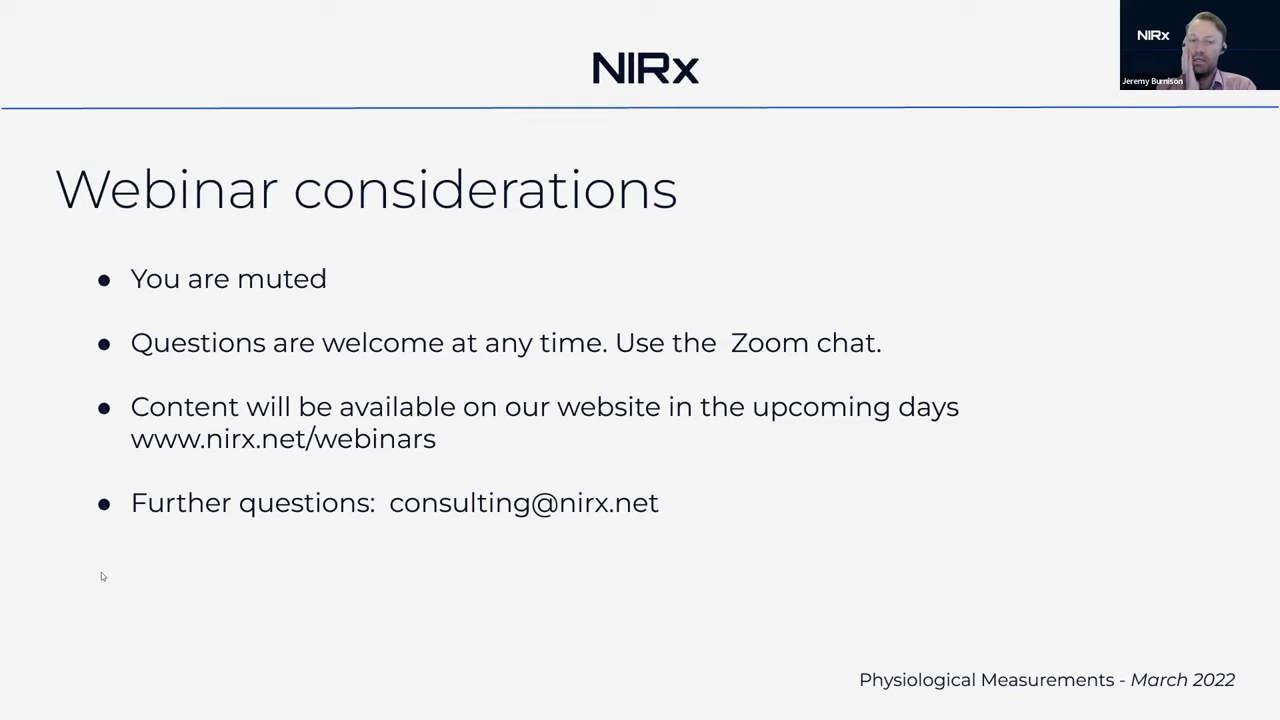 NIRx
NIRx
Jeremy Burnison
Webinar considerations
● You are muted
● Questions are welcome at any time. Use the  Zoom chat.
● Content will be available on our website in the upcoming days
www.nirx.net/webinars
● Further questions:  consulting@nirx.net
Physiological Measurements - March 2022